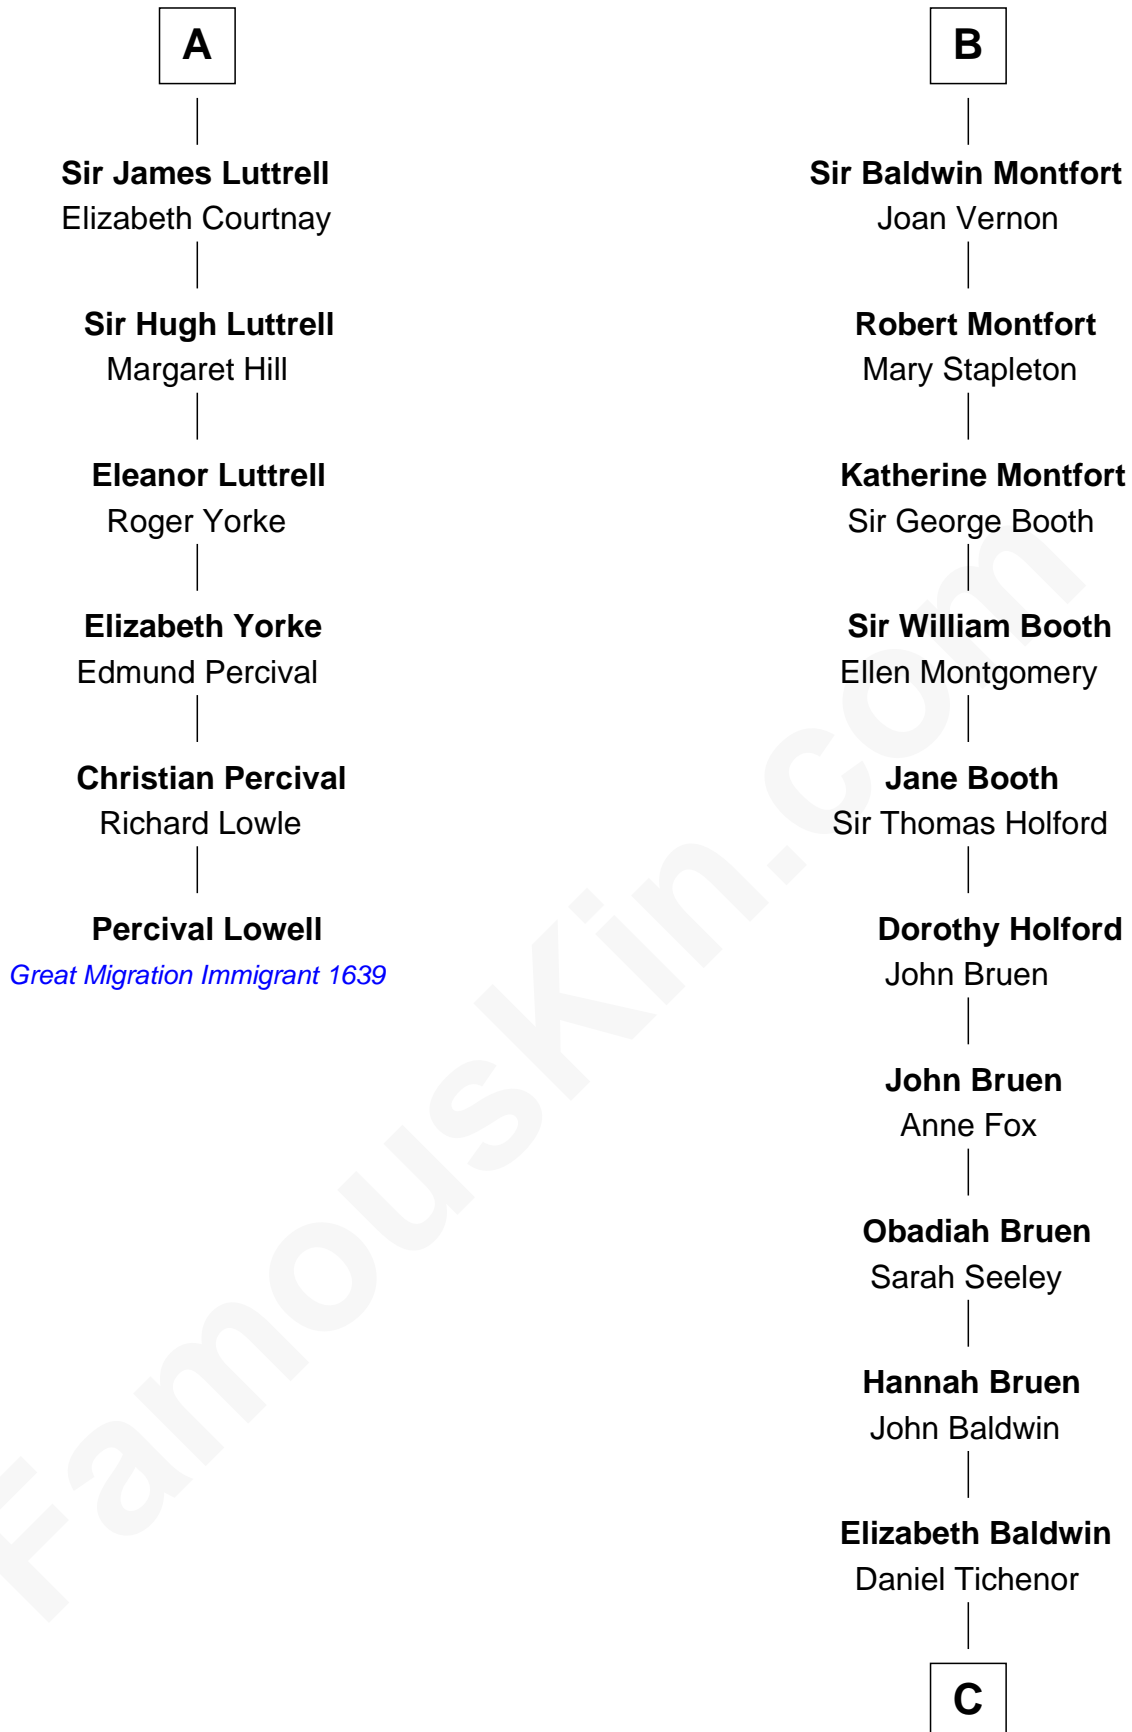 A
Sir James Luttrell
Elizabeth Courtnay
Sir Hugh Luttrell
Margaret Hill
Eleanor Luttrell
Roger Yorke
Elizabeth Yorke
Edmund Percival
Christian Percival
Richard Lowle
Percival Lowell
Great Migration Immigrant 1639
B
Sir Baldwin Montfort
Joan Vernon
Robert Montfort
Mary Stapleton
Katherine Montfort
Sir George Booth
Sir William Booth
Ellen Montgomery
Jane Booth
Sir Thomas Holford
Dorothy Holford
John Bruen
John Bruen
Anne Fox
Obadiah Bruen
Sarah Seeley
Hannah Bruen
John Baldwin
Elizabeth Baldwin
Daniel Tichenor
C
FamousKin.com